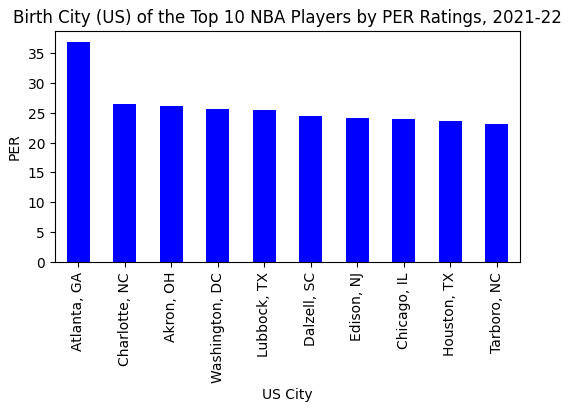 Birth City (US) of the Top 10 NBA Players by PER Ratings, 2021-22
PER
35
30
25
20
15
10
5
0
Atlanta, GA
Charlotte, NC
Akron, OH
Washington, DC
Lubbock, TX
Dalzell, SC
Edison, NJ
Chicago, IL
Houston, TX
Tarboro, NC
US City